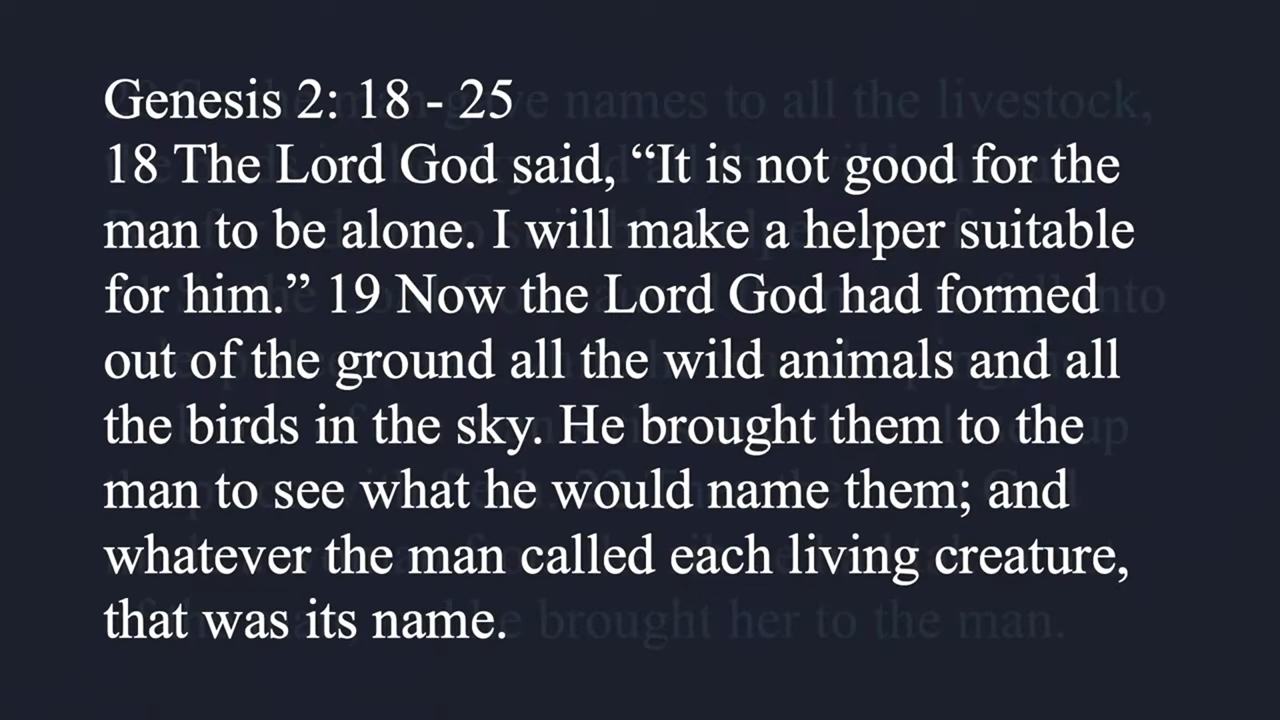 Genesis 2: 18 - 25
18 The Lord God said, “It is not good for the
man to be alone. I will make a helper suitable
for him.” 19 Now the Lord God had formed
out of the ground all the wild animals and all
the birds in the sky. He brought them to the
man to see what he would name them; and
whatever the man called each living creature,
that was its name.